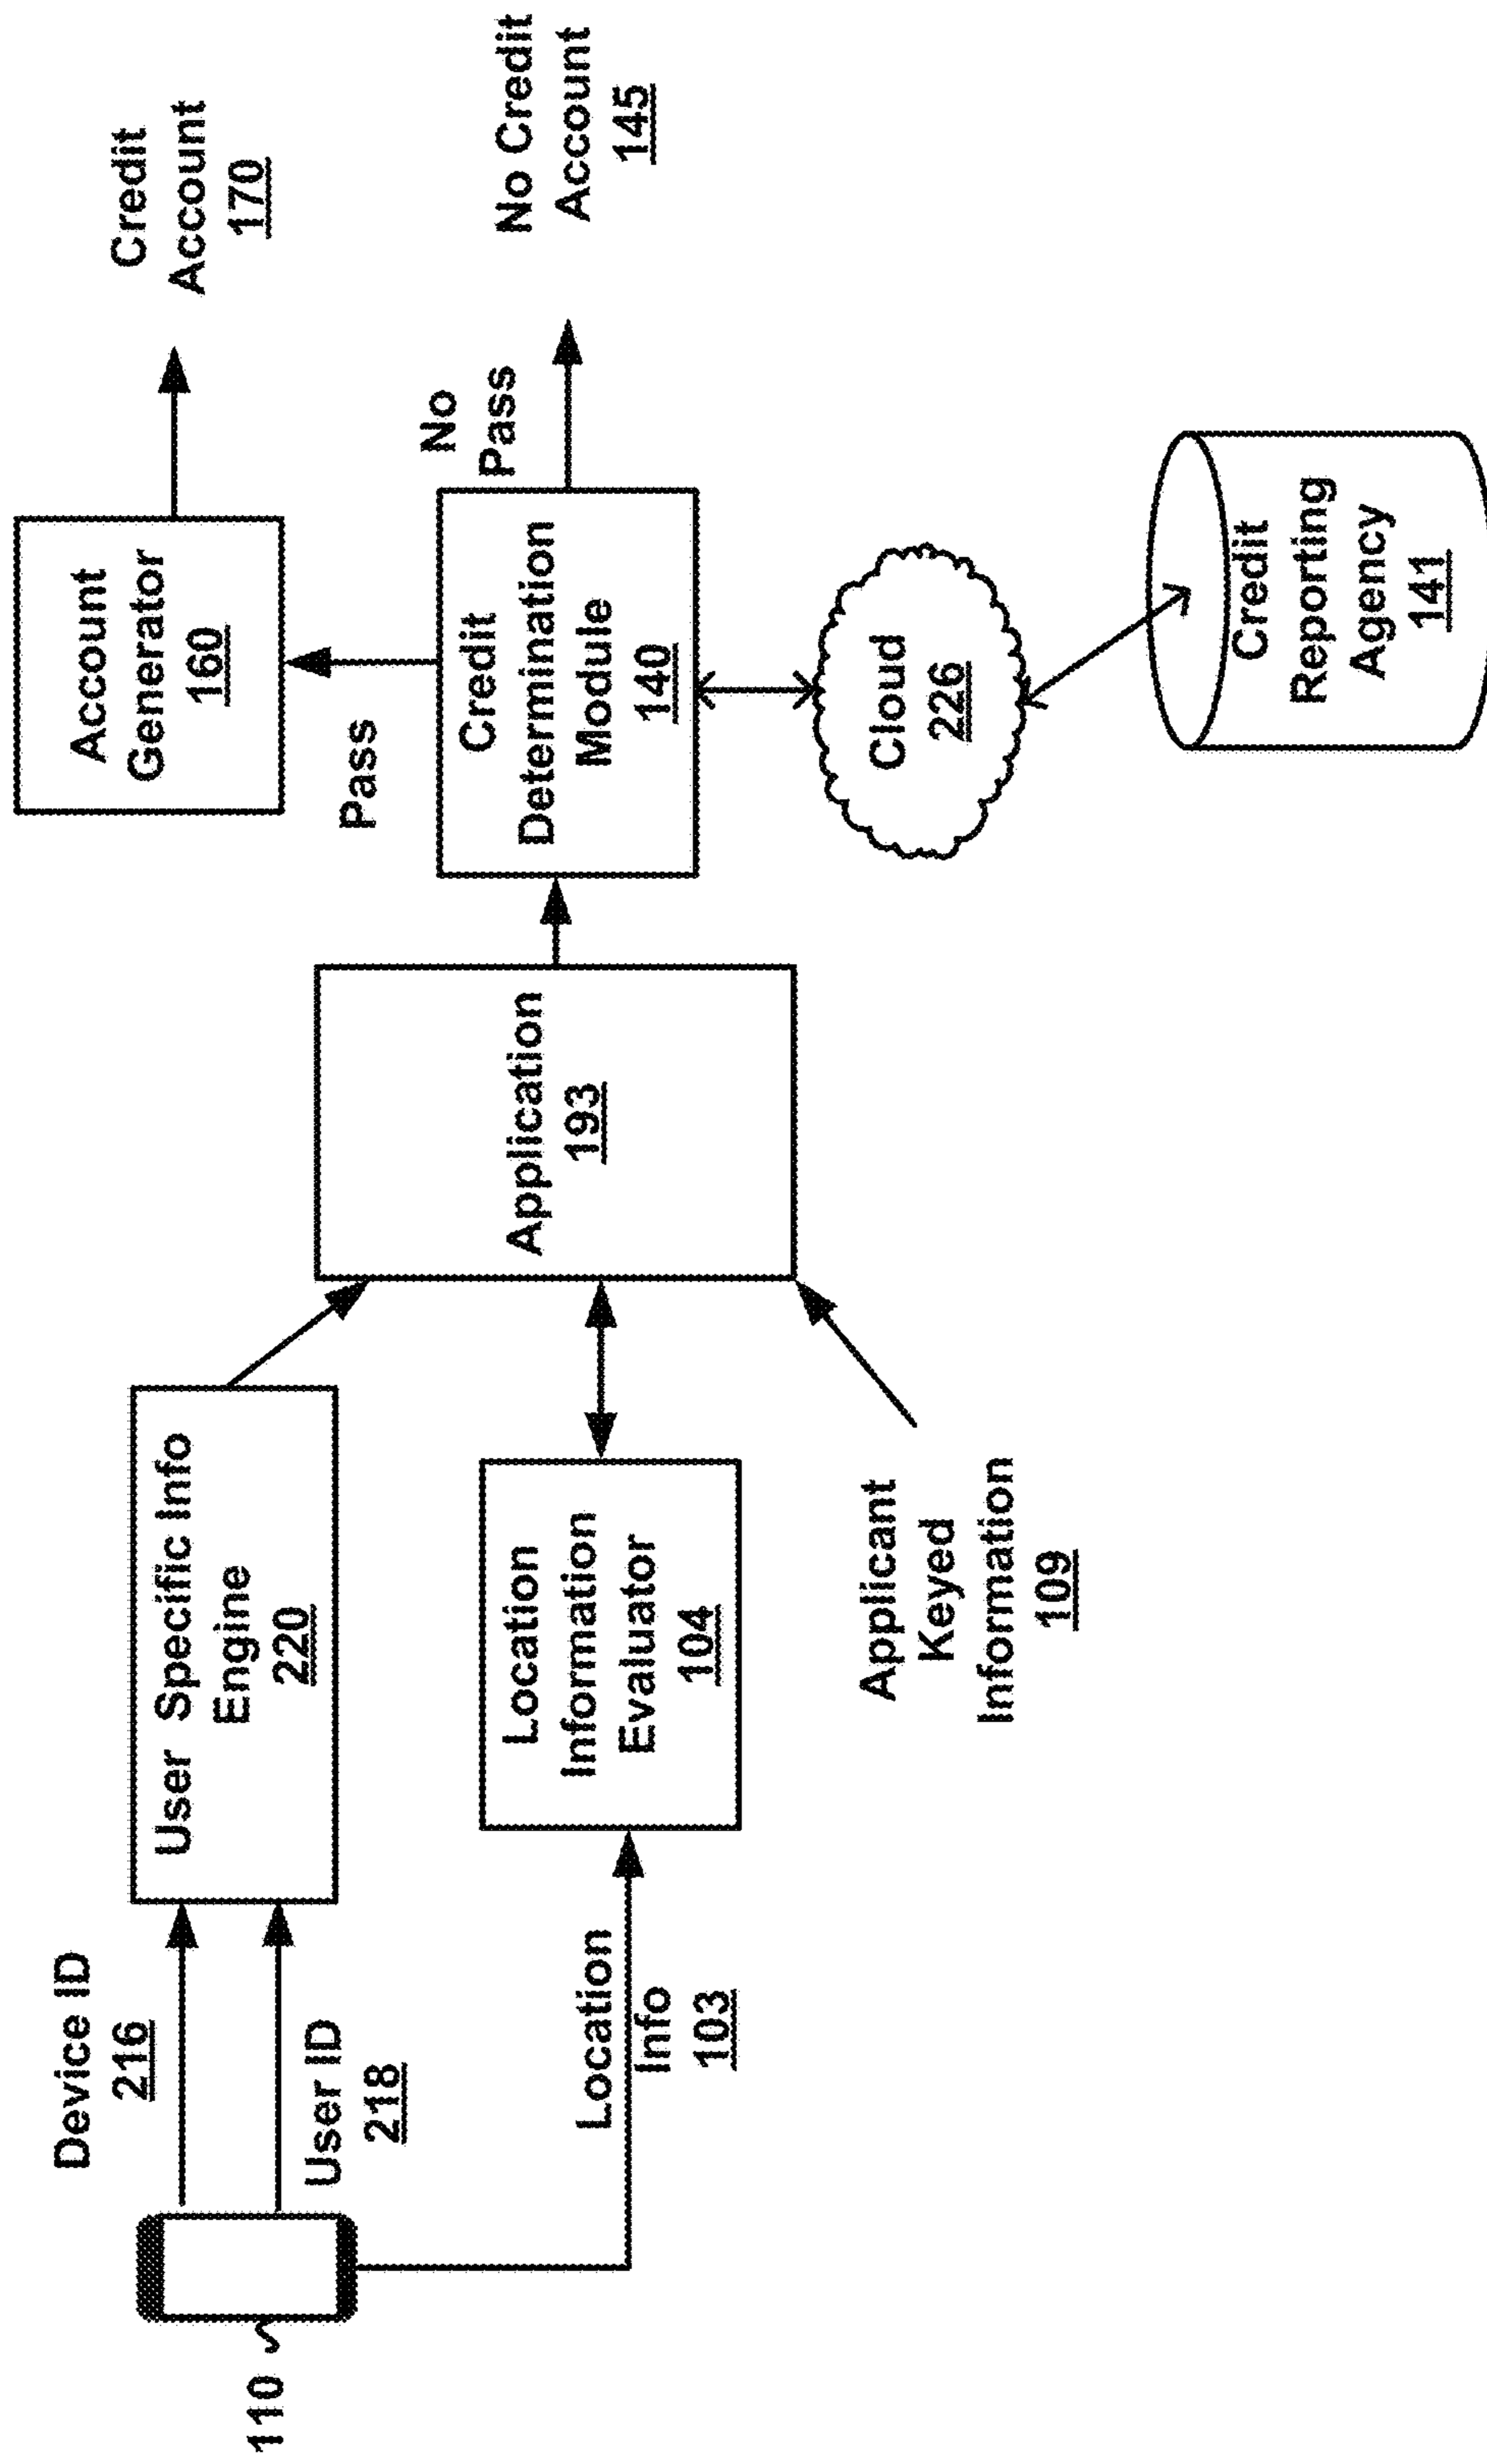 110
Device ID
216
User ID
218
Location
Info
103
User Specific Info
Engine
220
Location
Information
Evaluator
104
Applicant
Keyed
Information
109
Application
193
Pass
Account
Generator
160
Credit
Determination
Module
140
Cloud
226
Credit
Reporting
Agency
141
No
Pass
Credit
Account
170
No Credit
Account
145